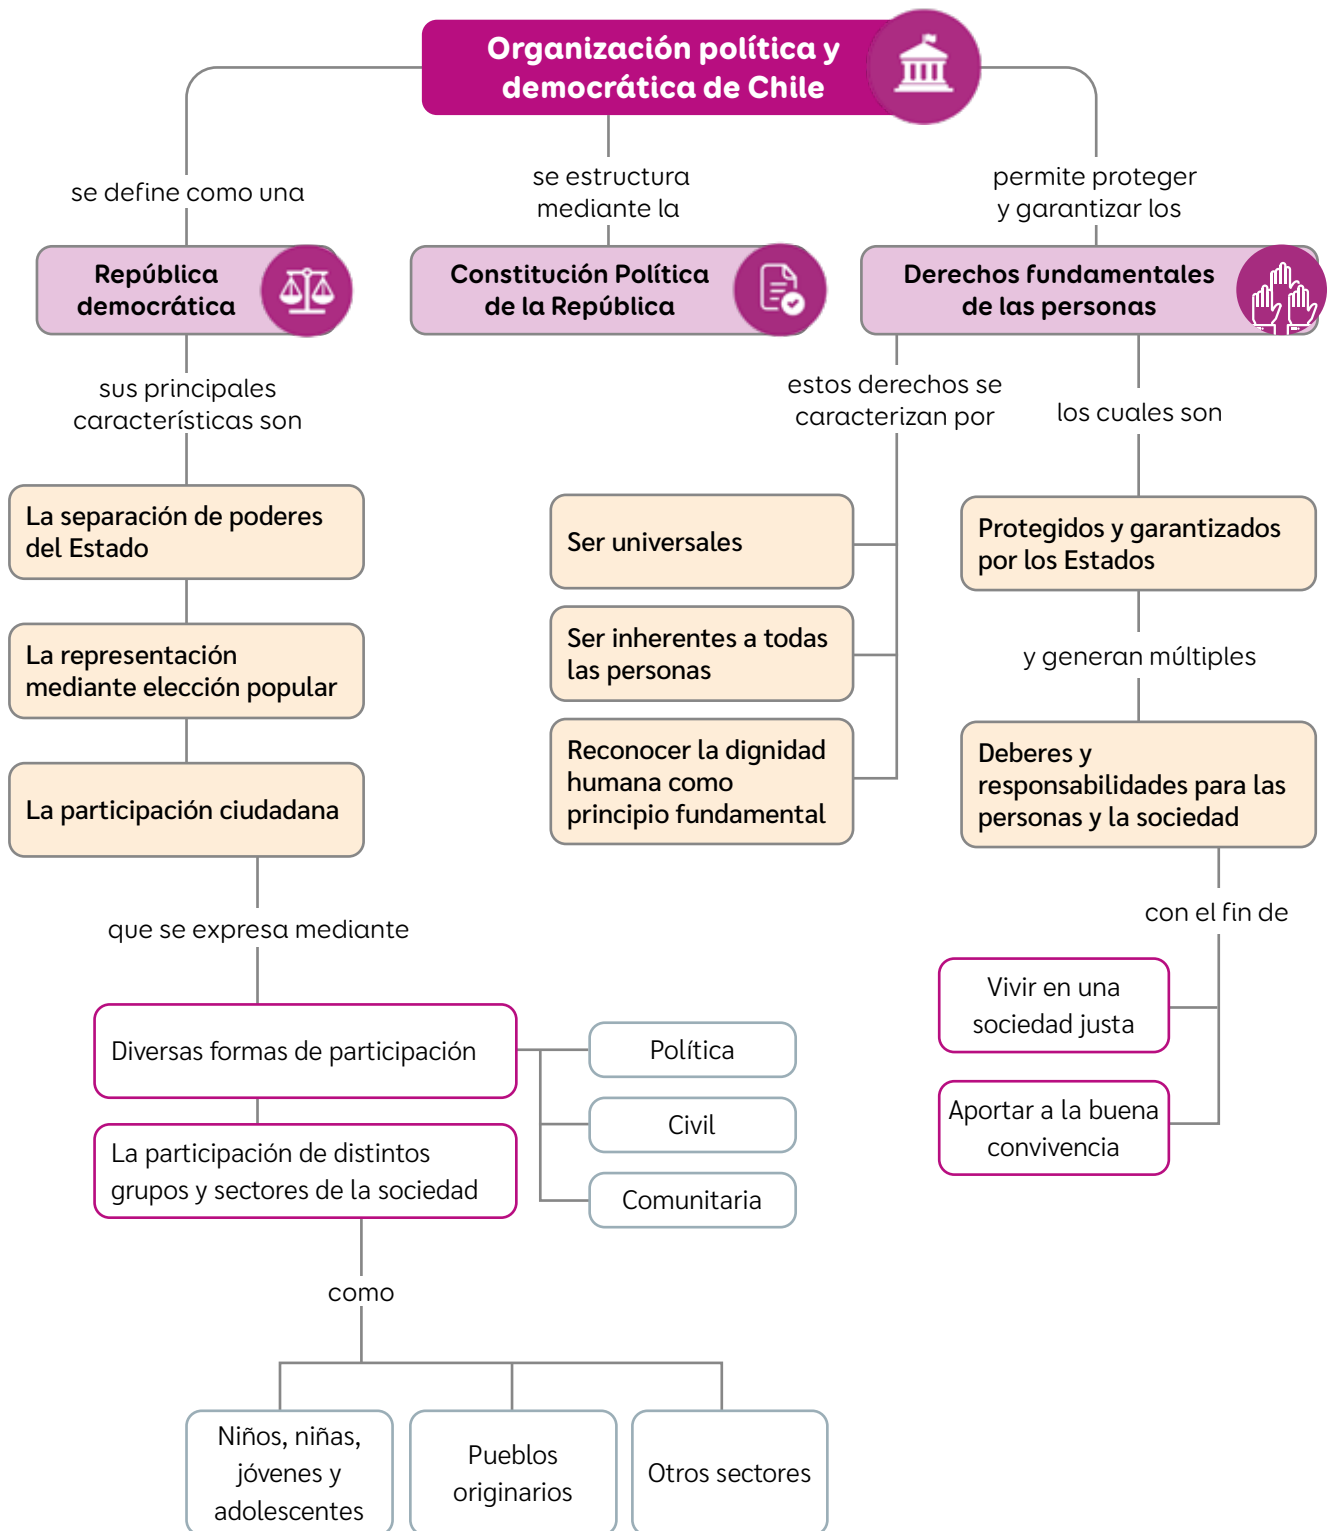 Organización política y
democrática de Chile
se define como una
República
democrática
sus principales
características son
La separación de poderes
del Estado
La representación
mediante elección popular
La participación ciudadana
que se expresa mediante
Diversas formas de participación
Política
Civil
Comunitaria
La participación de distintos
grupos y sectores de la sociedad
como
Niños, niñas,
jóvenes y
adolescentes
Pueblos
originarios
Otros sectores
se estructura
mediante la
Constitución Política
de la República
permite proteger
y garantizar los
Derechos fundamentales
de las personas
estos derechos se
caracterizan por
Ser universales
Ser inherentes a todas
las personas
Reconocer la dignidad
humana como
principio fundamental
los cuales son
Protegidos y garantizados
por los Estados
y generan múltiples
Deberes y
responsabilidades para las
personas y la sociedad
con el fin de
Vivir en una
sociedad justa
Aportar a la buena
convivencia